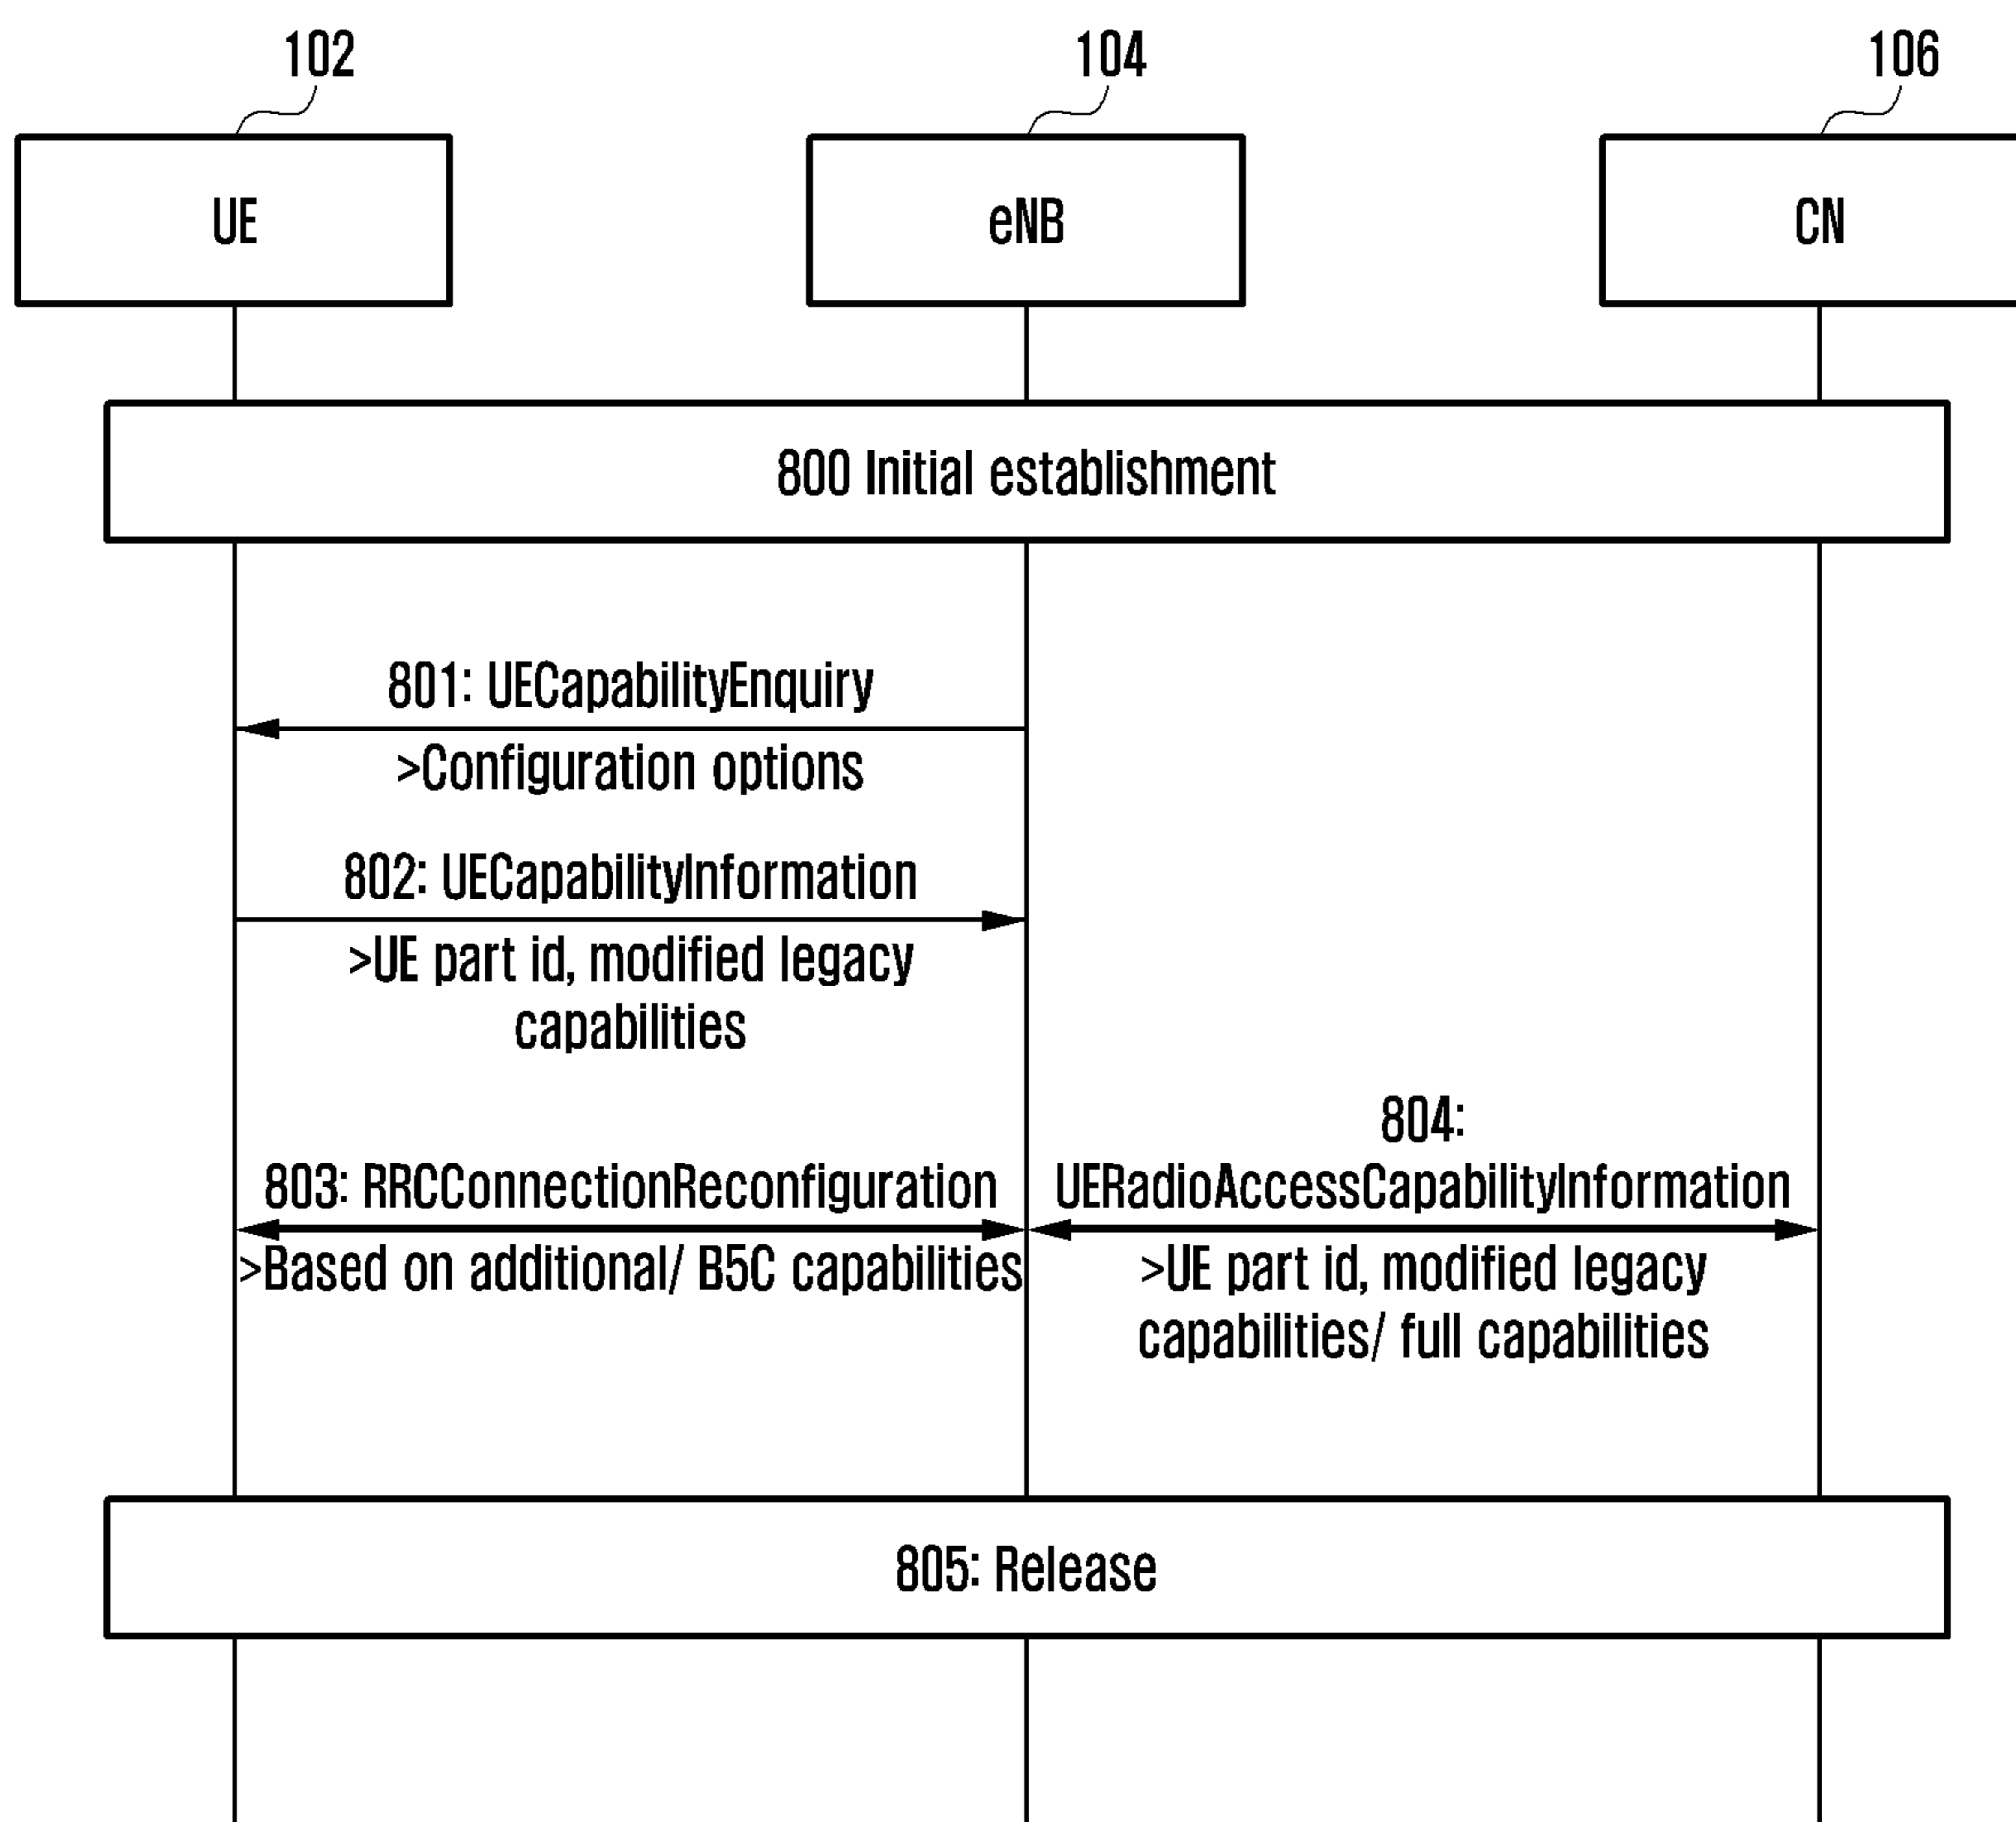 102
104
106
UE
eNB
CN
800 Initial establishment
801: UECapabilityEnquiry
>Configuration options
802: UECapabilityInformation
>UE part id, modified legacy
capabilities
803: RRCConnectionReconfiguration
>Based on additional/ B5C capabilities
804:
UERadioAccessCapabilityInformation
>UE part id, modified legacy
capabilities/ full capabilities
805: Release